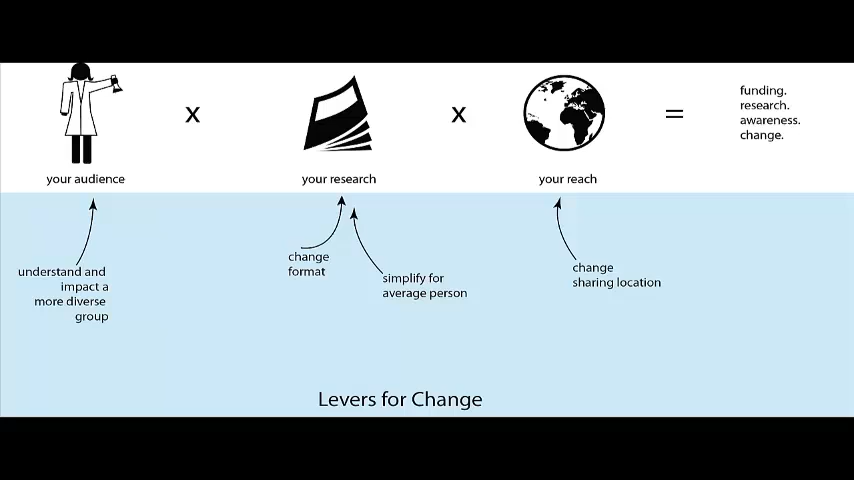 x
x
=
funding.
research.
awareness.
change.
your audience
your research
your reach
understand and
impact a
more diverse
group
change
format
simplify for
average person
change
sharing location
Levers for Change